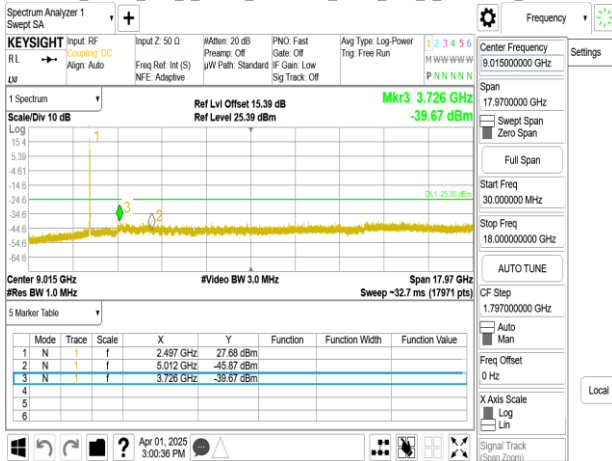 Spectrum Analyzer 1
Swept SA
Frequency
KEYSIGHT
RL
Input: RF
Coupling: DC
Align: Auto
Input Z: 50 Ω
Freq Ref: Int (S)
NFE: Adaptive
#Atten: 20 dB
Preamp: Off
µW Path: Standard
PNO: Fast
Gate: Off
IF Gain: Low
Sig Track: Off
Avg Type: Log-Power
Trig: Free Run
1 2 3 4 5 6
M W W W W W
P N N N N N
1 Spectrum
Scale/Div 10 dB
Ref Lvl Offset 15.39 dB
Ref Level 25.39 dBm
Mkr3 3.726 GHz
-39.67 dBm
Log
15.4
5.39
-4.61
-14.6
-24.6
-34.6
-44.6
-54.6
-64.6
1
2
3
DL1 -25.00 dBm
Center 9.015 GHz
#Video BW 3.0 MHz
Span 17.97 GHz
#Res BW 1.0 MHz
Sweep ~32.7 ms (17971 pts)
5 Marker Table
Mode Trace Scale X Y Function Function Width Function Value
1 N 1 f 2.497 GHz 27.68 dBm
2 N 1 f 5.012 GHz -45.87 dBm
3 N 1 f 3.726 GHz -39.67 dBm
4
5
6
Apr 01, 2025
3:00:36 PM
Center Frequency
9.015000000 GHz
Settings
Span
17.9700000 GHz
Swept Span
Zero Span
Full Span
Start Freq
30.000000 MHz
Stop Freq
18.000000000 GHz
AUTO TUNE
CF Step
1.797000000 GHz
Auto
Man
Freq Offset
0 Hz
Local
X Axis Scale
Log
Lin
Signal Track
(Span Zoom)